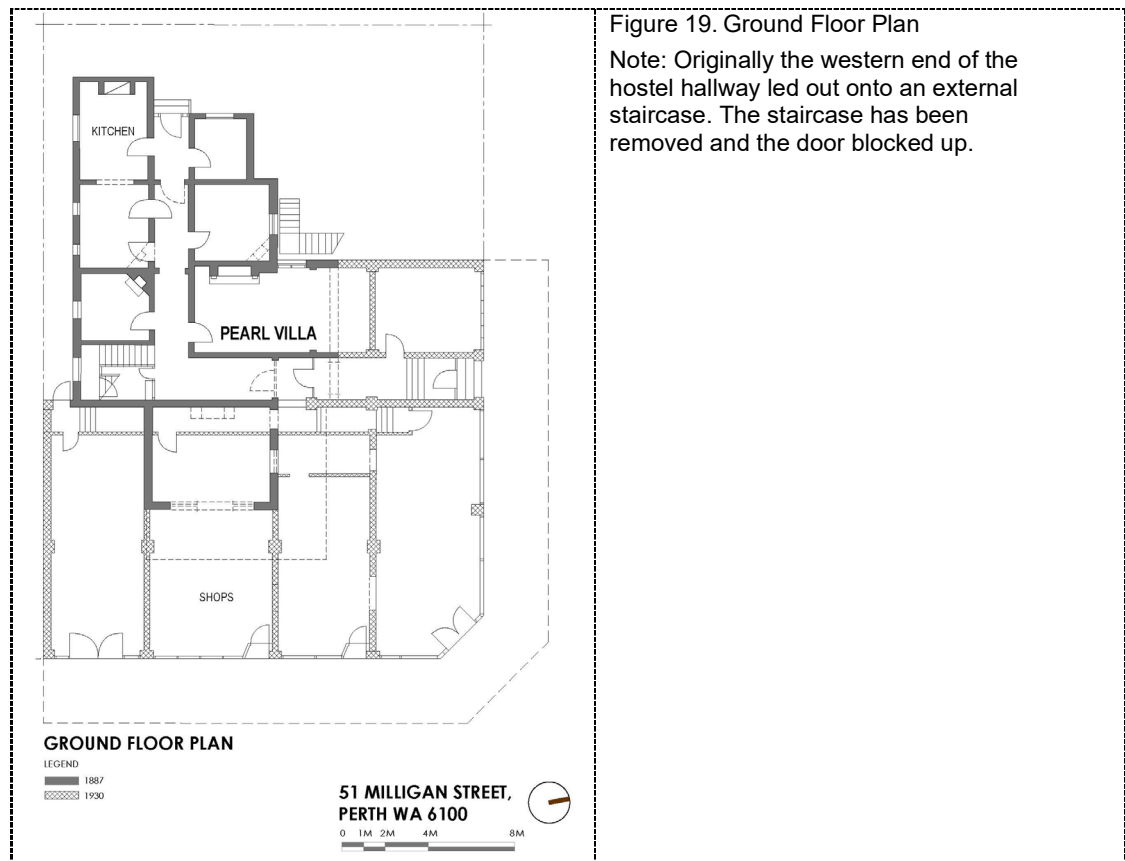 Figure 19. Ground Floor Plan
Note: Originally the western end of the
hostel hallway led out onto an external
staircase. The staircase has been
removed and the door blocked up.
KITCHEN
PEARL VILLA
SHOPS
GROUND FLOOR PLAN
LEGEND
1887
1930
51 MILLIGAN STREET,
PERTH WA 6100
0 1M 2M 4M 8M